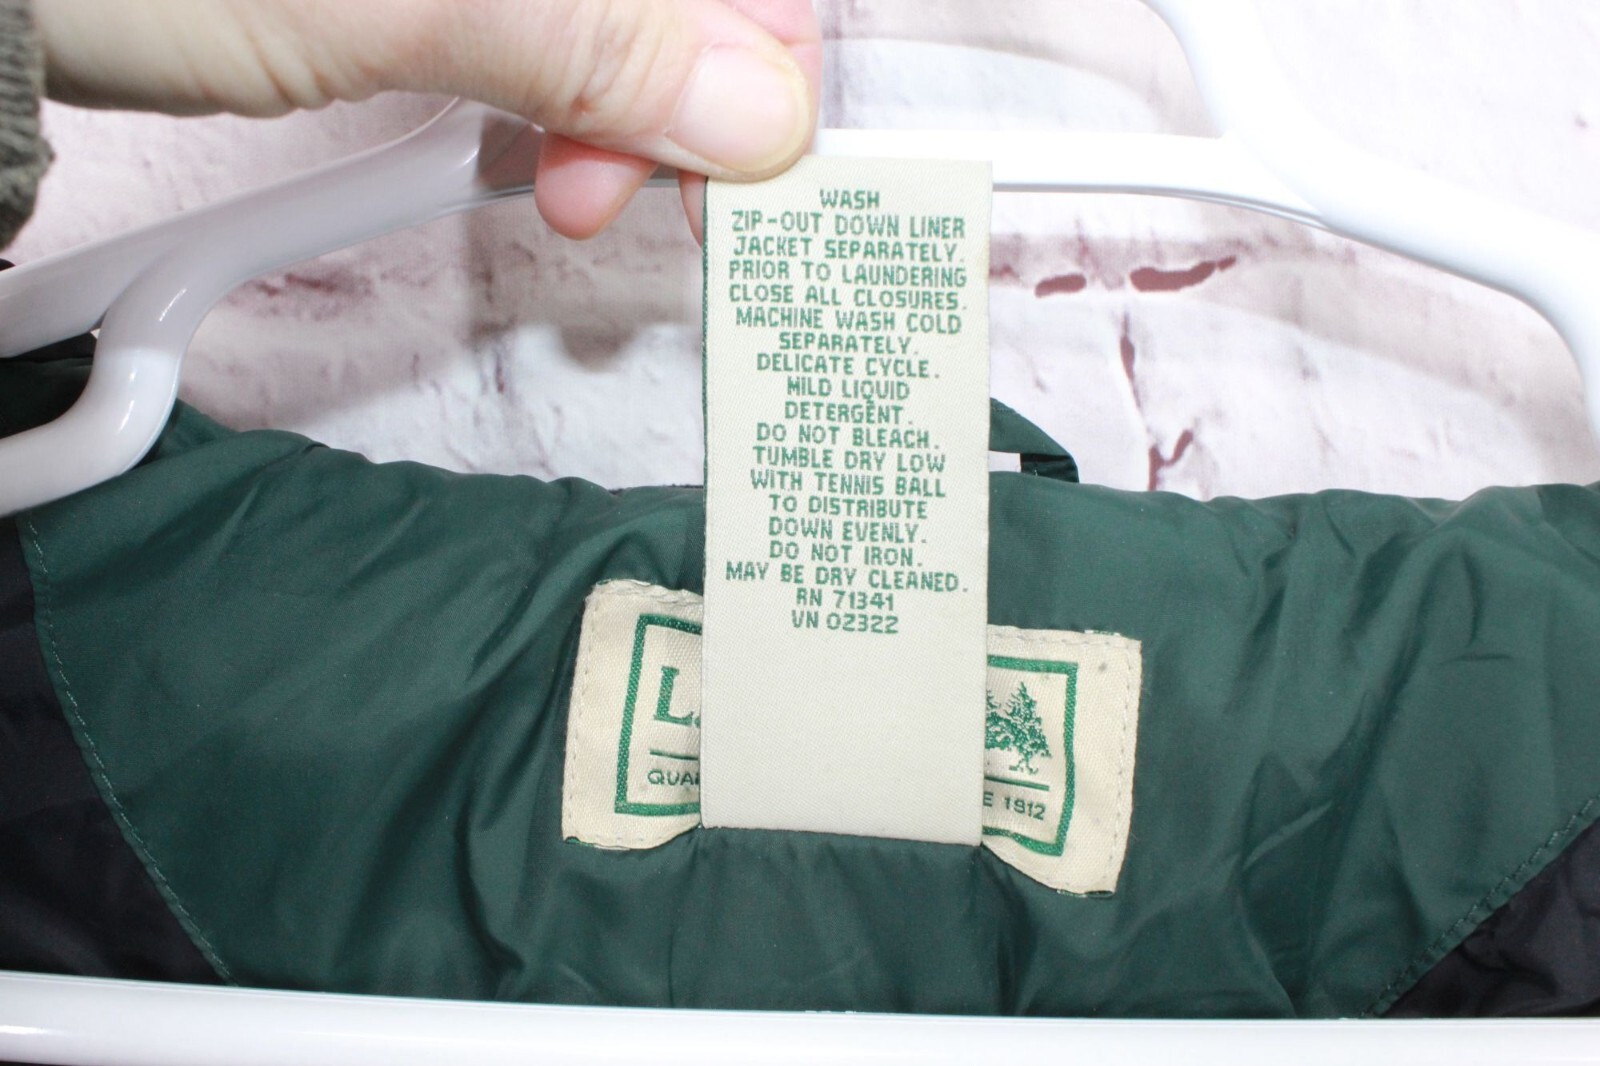 WASH
ZIP-OUT DOWN LINER
JACKET SEPARATELY.
PRIOR TO LAUNDERING
CLOSE ALL CLOSURES.
MACHINE WASH COLD
SEPARATELY.
DELICATE CYCLE.
MILD LIQUID
DETERGENT.
DO NOT BLEACH.
TUMBLE DRY LOW
WITH TENNIS BALL
TO DISTRIBUTE
DOWN EVENLY.
DO NOT IRON.
MAY BE DRY CLEANED.
RN 71341
VN 02322
L.
QUA
E 1912